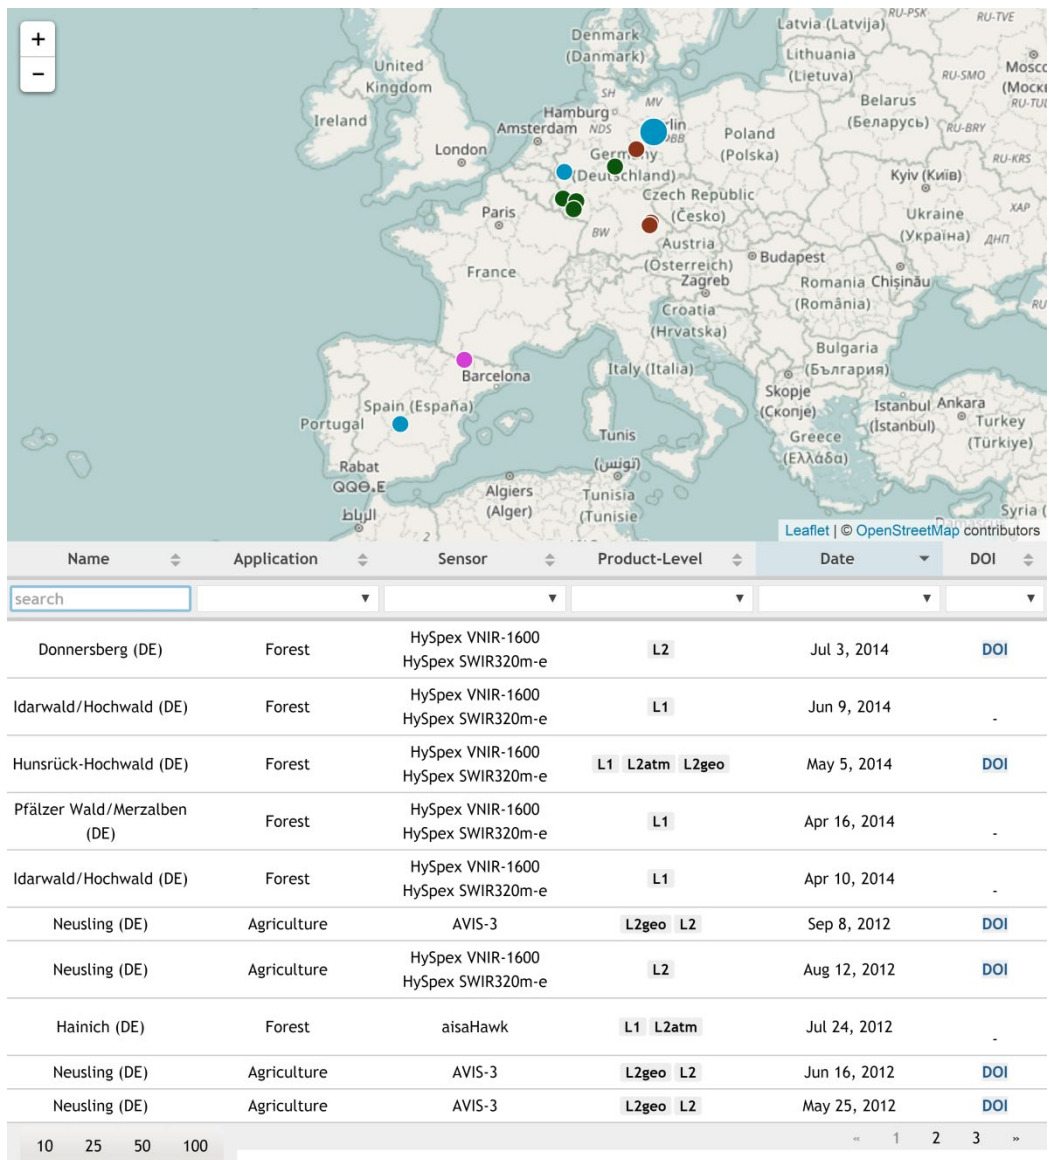 +
−
Denmark
(Danmark)
Latvia (Latvija)
RU-PSK
RU-TVE
Lithuania
(Lietuva)
RU-SMO
United
Kingdom
Ireland
SH
MV
Hamburg
Amsterdam
NDS
Belarus
(Беларусь)
RU-BRY
London
Poland
(Polska)
Germany
(Deutschland)
RU-KRS
Kyiv (Київ)
Czech Republic
(Česko)
Paris
BW
Ukraine
(Україна)
ДНП
Austria
(Österreich)
Budapest
France
Zagreb
Romania
(România)
Chișinău
Croatia
(Hrvatska)
Bulgaria
(България)
Italy (Italia)
Barcelona
Skopje
(Скопје)
Spain (España)
Portugal
Istanbul
(İstanbul)
Ankara
Turkey
(Türkiye)
Greece
(Ελλάδα)
Tunis
(تونس)
Rabat
ⵕⵕⴱⴰⵟ
الرباط
Algiers
(Alger)
Tunisia
(Tunisie
Syria (
Leaflet | © OpenStreetMap contributors
Name Application Sensor Product-Level Date DOI
search
Donnersberg (DE) Forest HySpex VNIR-1600 L2 Jul 3, 2014 DOI
HySpex SWIR320m-e
Idarwald/Hochwald (DE) Forest HySpex VNIR-1600 L1 Jun 9, 2014 -
HySpex SWIR320m-e
Hunsrück-Hochwald (DE) Forest HySpex VNIR-1600 L1 L2atm L2geo May 5, 2014 DOI
HySpex SWIR320m-e
Pfälzer Wald/Merzalben (DE) Forest HySpex VNIR-1600 L1 Apr 16, 2014 -
HySpex SWIR320m-e
Idarwald/Hochwald (DE) Forest HySpex VNIR-1600 L1 Apr 10, 2014 -
HySpex SWIR320m-e
Neusling (DE) Agriculture AVIS-3 L2geo L2 Sep 8, 2012 DOI
Neusling (DE) Agriculture HySpex VNIR-1600 L2 Aug 12, 2012 DOI
HySpex SWIR320m-e
Hainich (DE) Forest aisaHawk L1 L2atm Jul 24, 2012 -
Neusling (DE) Agriculture AVIS-3 L2geo L2 Jun 16, 2012 DOI
Neusling (DE) Agriculture AVIS-3 L2geo L2 May 25, 2012 DOI
10 25 50 100 « 1 2 3 »